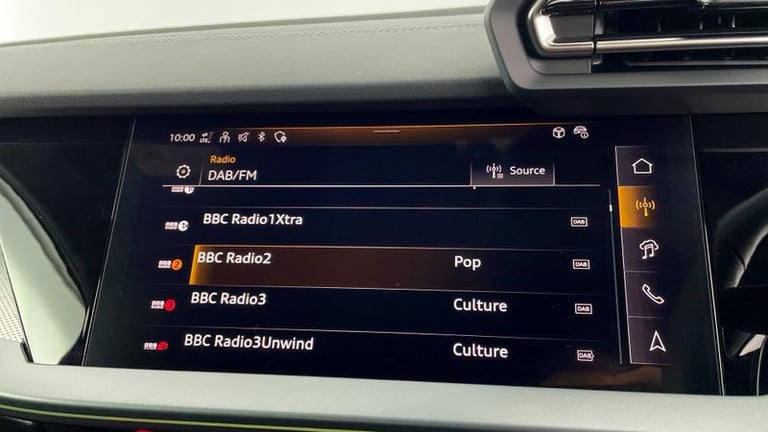 10:00
Radio
DAB/FM
Source
BBC Radio1Xtra
DAB
BBC Radio2
Pop
DAB
BBC Radio3
Culture
DAB
BBC Radio3Unwind
Culture
DAB